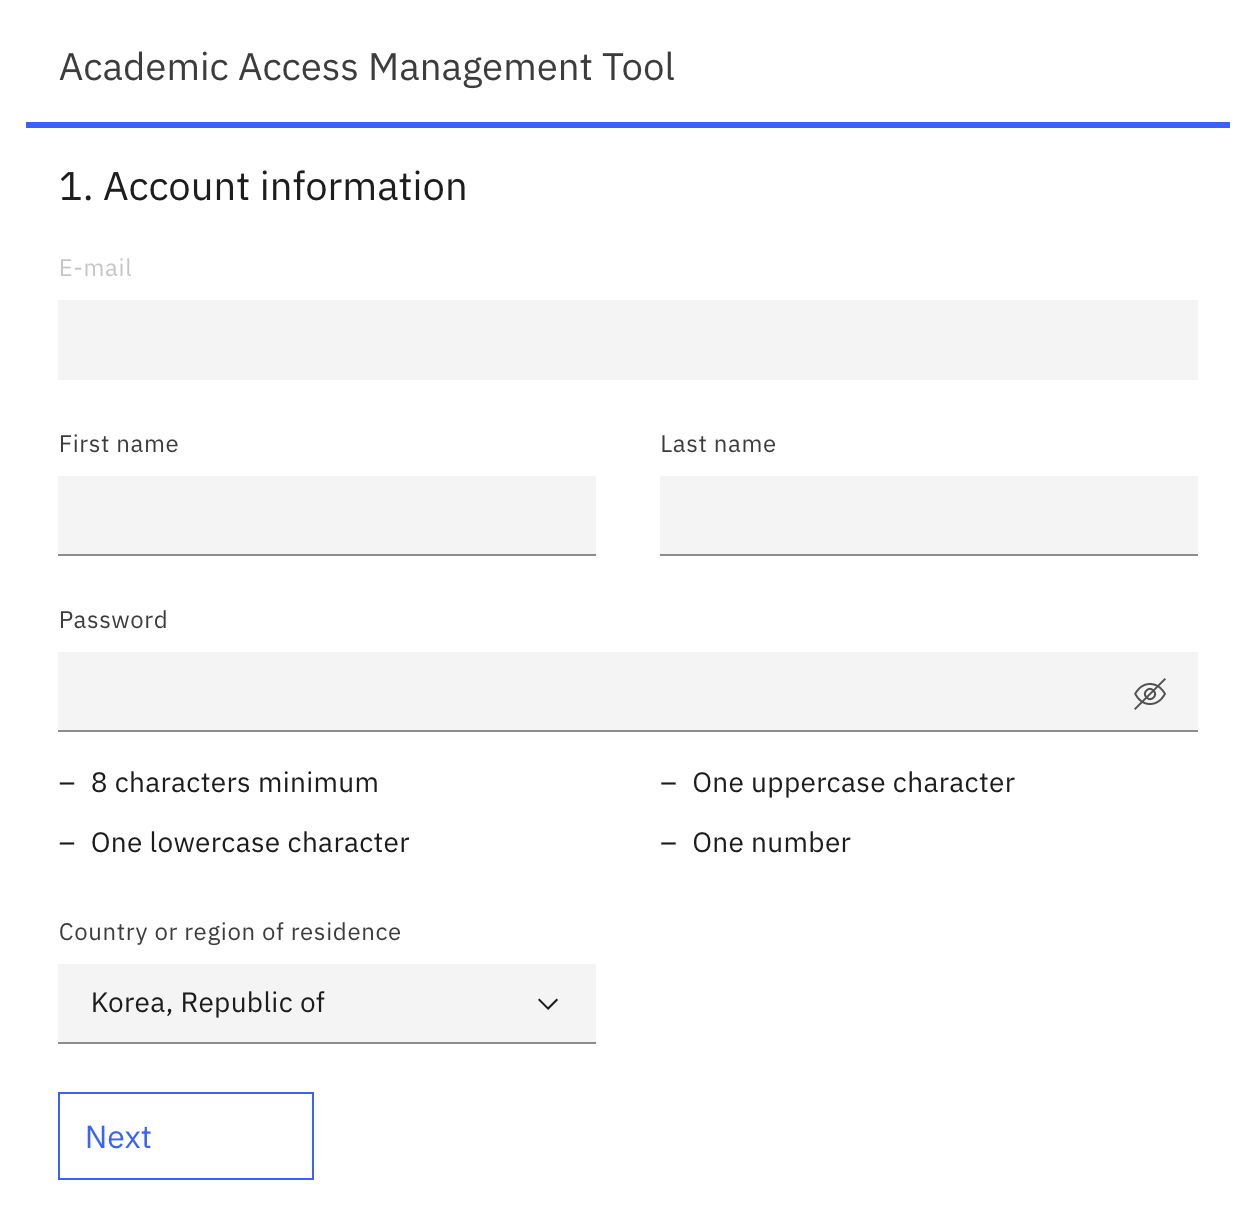 Academic Access Management Tool
1. Account information
E-mail
First name
Last name
Password
– 8 characters minimum
– One uppercase character
– One lowercase character
– One number
Country or region of residence
Korea, Republic of
Next